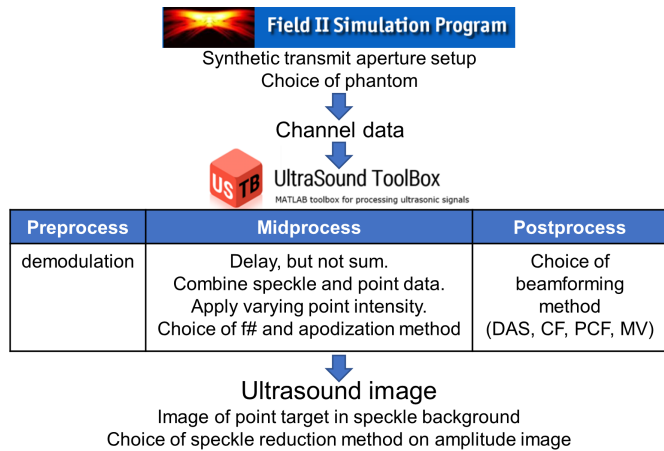 Field II Simulation Program
Synthetic transmit aperture setup
Choice of phantom
Channel data
US TB
UltraSound ToolBox
MATLAB toolbox for processing ultrasonic signals
Preprocess
Midprocess
Postprocess
demodulation
Delay, but not sum.
Combine speckle and point data.
Apply varying point intensity.
Choice of f# and apodization method
Choice of
beamforming
method
(DAS, CF, PCF, MV)
Ultrasound image
Image of point target in speckle background
Choice of speckle reduction method on amplitude image